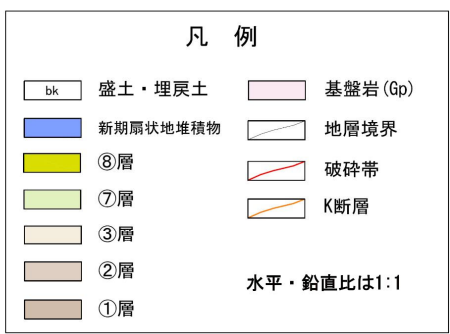 凡 例
bk 盛土・埋戻土
新期扇状地堆積物
⑧層
⑦層
③層
②層
①層
基盤岩(Gp)
地層境界
破砕帯
K断層
水平・鉛直比は1:1